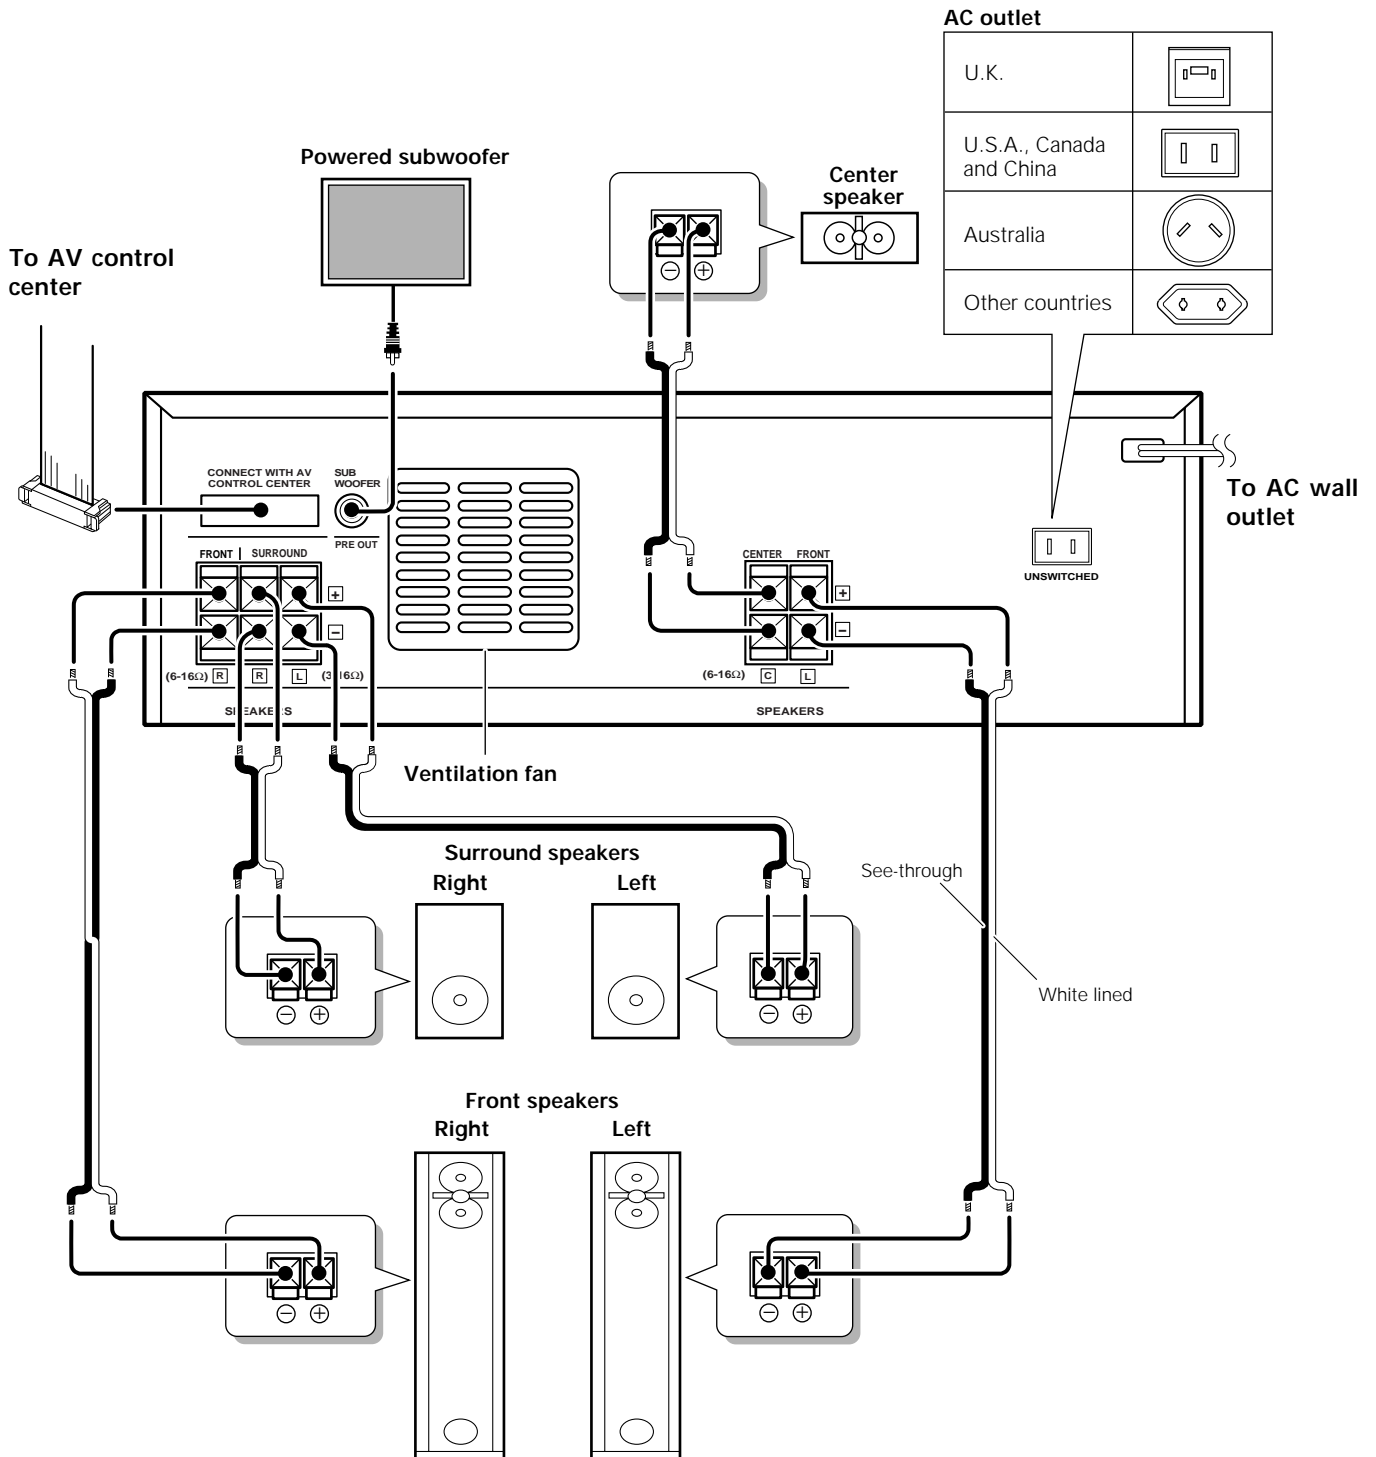 AC outlet
U.K.
U.S.A., Canada
and China
Australia
Other countries
Powered subwoofer
Center
speaker
To AV control
center
CONNECT WITH AV
CONTROL CENTER
SUB
WOOFER
PRE OUT
To AC wall
outlet
UNSWITCHED
FRONT SURROUND
+
−
(6-16Ω) R R L (3-16Ω)
SPEAKERS
CENTER FRONT
+
−
(6-16Ω) C L
SPEAKERS
− +
Ventilation fan
Surround speakers
Right Left
− +
− +
See-through
White lined
Front speakers
Right Left
− +
− +